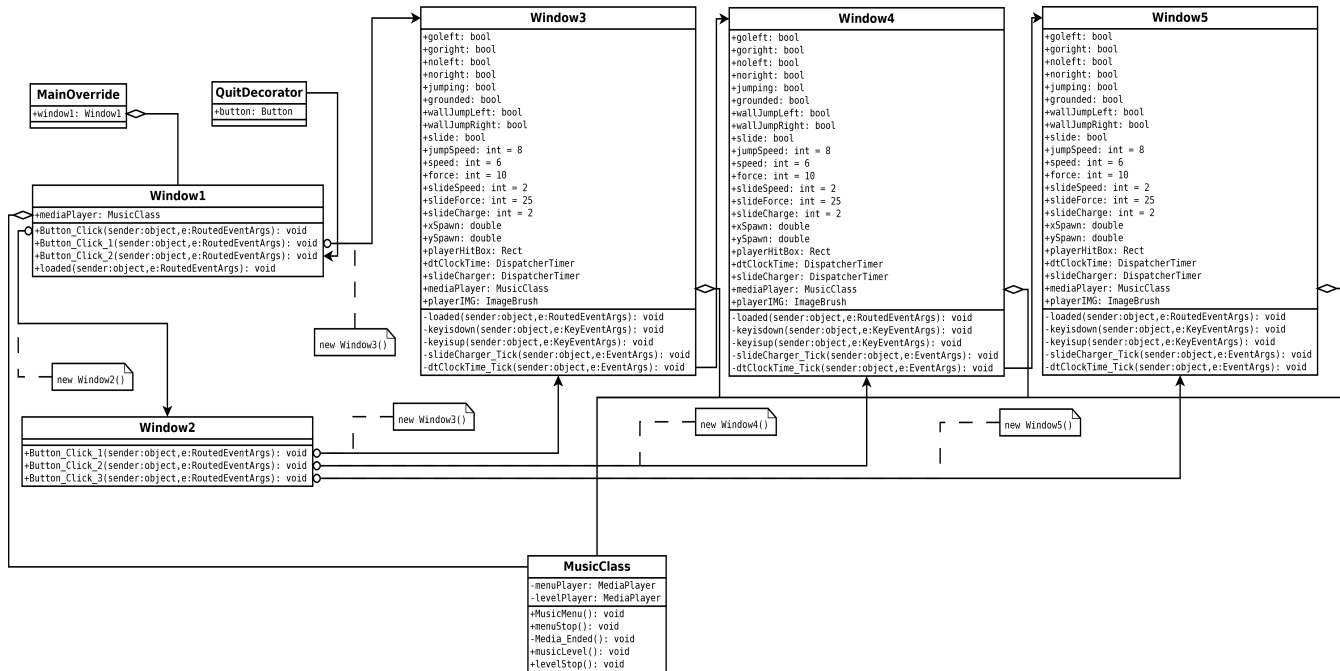 MainOverride
+window1: Window1
QuitDecorator
+button: Button
Window1
+mediaPlayer: MusicClass
+Button_Click(sender:object,e:RoutedEventArgs): void
+Button_Click_1(sender:object,e:RoutedEventArgs): void
+Button_Click_2(sender:object,e:RoutedEventArgs): void
+loaded(sender:object,e:RoutedEventArgs): void
new Window3()
new Window2()
Window2
+Button_Click_1(sender:object,e:RoutedEventArgs): void
+Button_Click_2(sender:object,e:RoutedEventArgs): void
+Button_Click_3(sender:object,e:RoutedEventArgs): void
new Window3()
Window3
+goleft: bool
+goright: bool
+noleft: bool
+noright: bool
+jumping: bool
+grounded: bool
+wallJumpLeft: bool
+wallJumpRight: bool
+slide: bool
+jumpSpeed: int = 8
+speed: int = 6
+force: int = 10
+slideSpeed: int = 2
+slideForce: int = 25
+slideCharge: int = 2
+xSpawn: double
+ySpawn: double
+playerHitBox: Rect
+dtClockTime: DispatcherTimer
+slideCharger: DispatcherTimer
+mediaPlayer: MusicClass
+playerIMG: ImageBrush
-loaded(sender:object,e:RoutedEventArgs): void
-keyisdown(sender:object,e:KeyEventArgs): void
-keyisup(sender:object,e:KeyEventArgs): void
-slideCharger_Tick(sender:object,e:EventArgs): void
-dtClockTime_Tick(sender:object,e:EventArgs): void
Window4
+goleft: bool
+goright: bool
+noleft: bool
+noright: bool
+jumping: bool
+grounded: bool
+wallJumpLeft: bool
+wallJumpRight: bool
+slide: bool
+jumpSpeed: int = 8
+speed: int = 6
+force: int = 10
+slideSpeed: int = 2
+slideForce: int = 25
+slideCharge: int = 2
+xSpawn: double
+ySpawn: double
+playerHitBox: Rect
+dtClockTime: DispatcherTimer
+slideCharger: DispatcherTimer
+mediaPlayer: MusicClass
+playerIMG: ImageBrush
-loaded(sender:object,e:RoutedEventArgs): void
-keyisdown(sender:object,e:KeyEventArgs): void
-keyisup(sender:object,e:KeyEventArgs): void
-slideCharger_Tick(sender:object,e:EventArgs): void
-dtClockTime_Tick(sender:object,e:EventArgs): void
Window5
+goleft: bool
+goright: bool
+noleft: bool
+noright: bool
+jumping: bool
+grounded: bool
+wallJumpLeft: bool
+wallJumpRight: bool
+slide: bool
+jumpSpeed: int = 8
+speed: int = 6
+force: int = 10
+slideSpeed: int = 2
+slideForce: int = 25
+slideCharge: int = 2
+xSpawn: double
+ySpawn: double
+playerHitBox: Rect
+dtClockTime: DispatcherTimer
+slideCharger: DispatcherTimer
+mediaPlayer: MusicClass
+playerIMG: ImageBrush
-loaded(sender:object,e:RoutedEventArgs): void
-keyisdown(sender:object,e:KeyEventArgs): void
-keyisup(sender:object,e:KeyEventArgs): void
-slideCharger_Tick(sender:object,e:EventArgs): void
-dtClockTime_Tick(sender:object,e:EventArgs): void
new Window4()
new Window5()
MusicClass
-menuPlayer: MediaPlayer
-levelPlayer: MediaPlayer
+MusicMenu(): void
+menuStop(): void
-Media_Ended(): void
+musicLevel(): void
+levelStop(): void